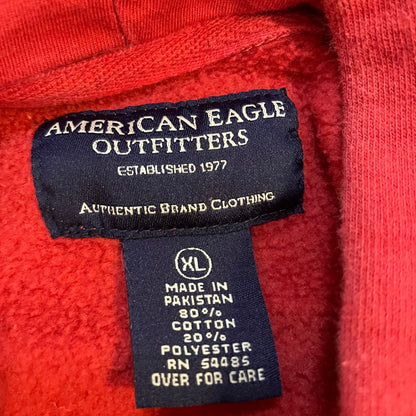 AMERICAN EAGLE
OUTFITTERS
ESTABLISHED 1977
AUTHENTIC BRAND CLOTHING
XL
MADE IN
PAKISTAN
80%
COTTON
20%
POLYESTER
RN 54485
OVER FOR CARE